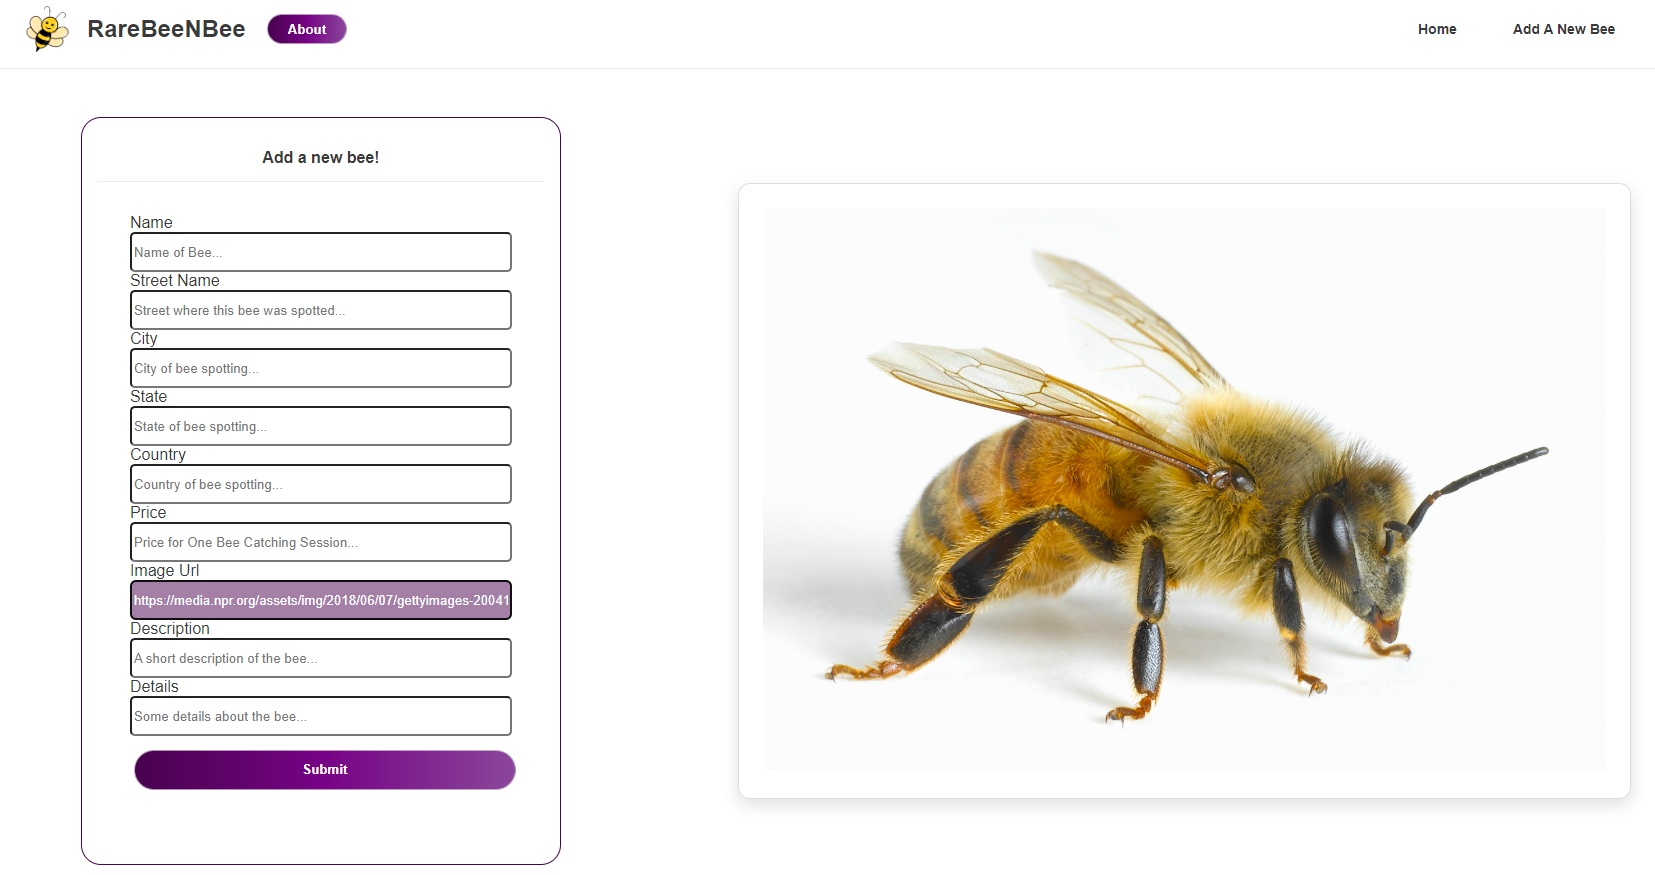 RareBeeNBee
About
Home
Add A New Bee
Add a new bee!
Name
Name of Bee...
Street Name
Street where this bee was spotted...
City
City of bee spotting...
State
State of bee spotting...
Country
Country of bee spotting...
Price
Price for One Bee Catching Session...
Image Url
https://media.npr.org/assets/img/2018/06/07/gettyimages-20041
Description
A short description of the bee...
Details
Some details about the bee...
Submit